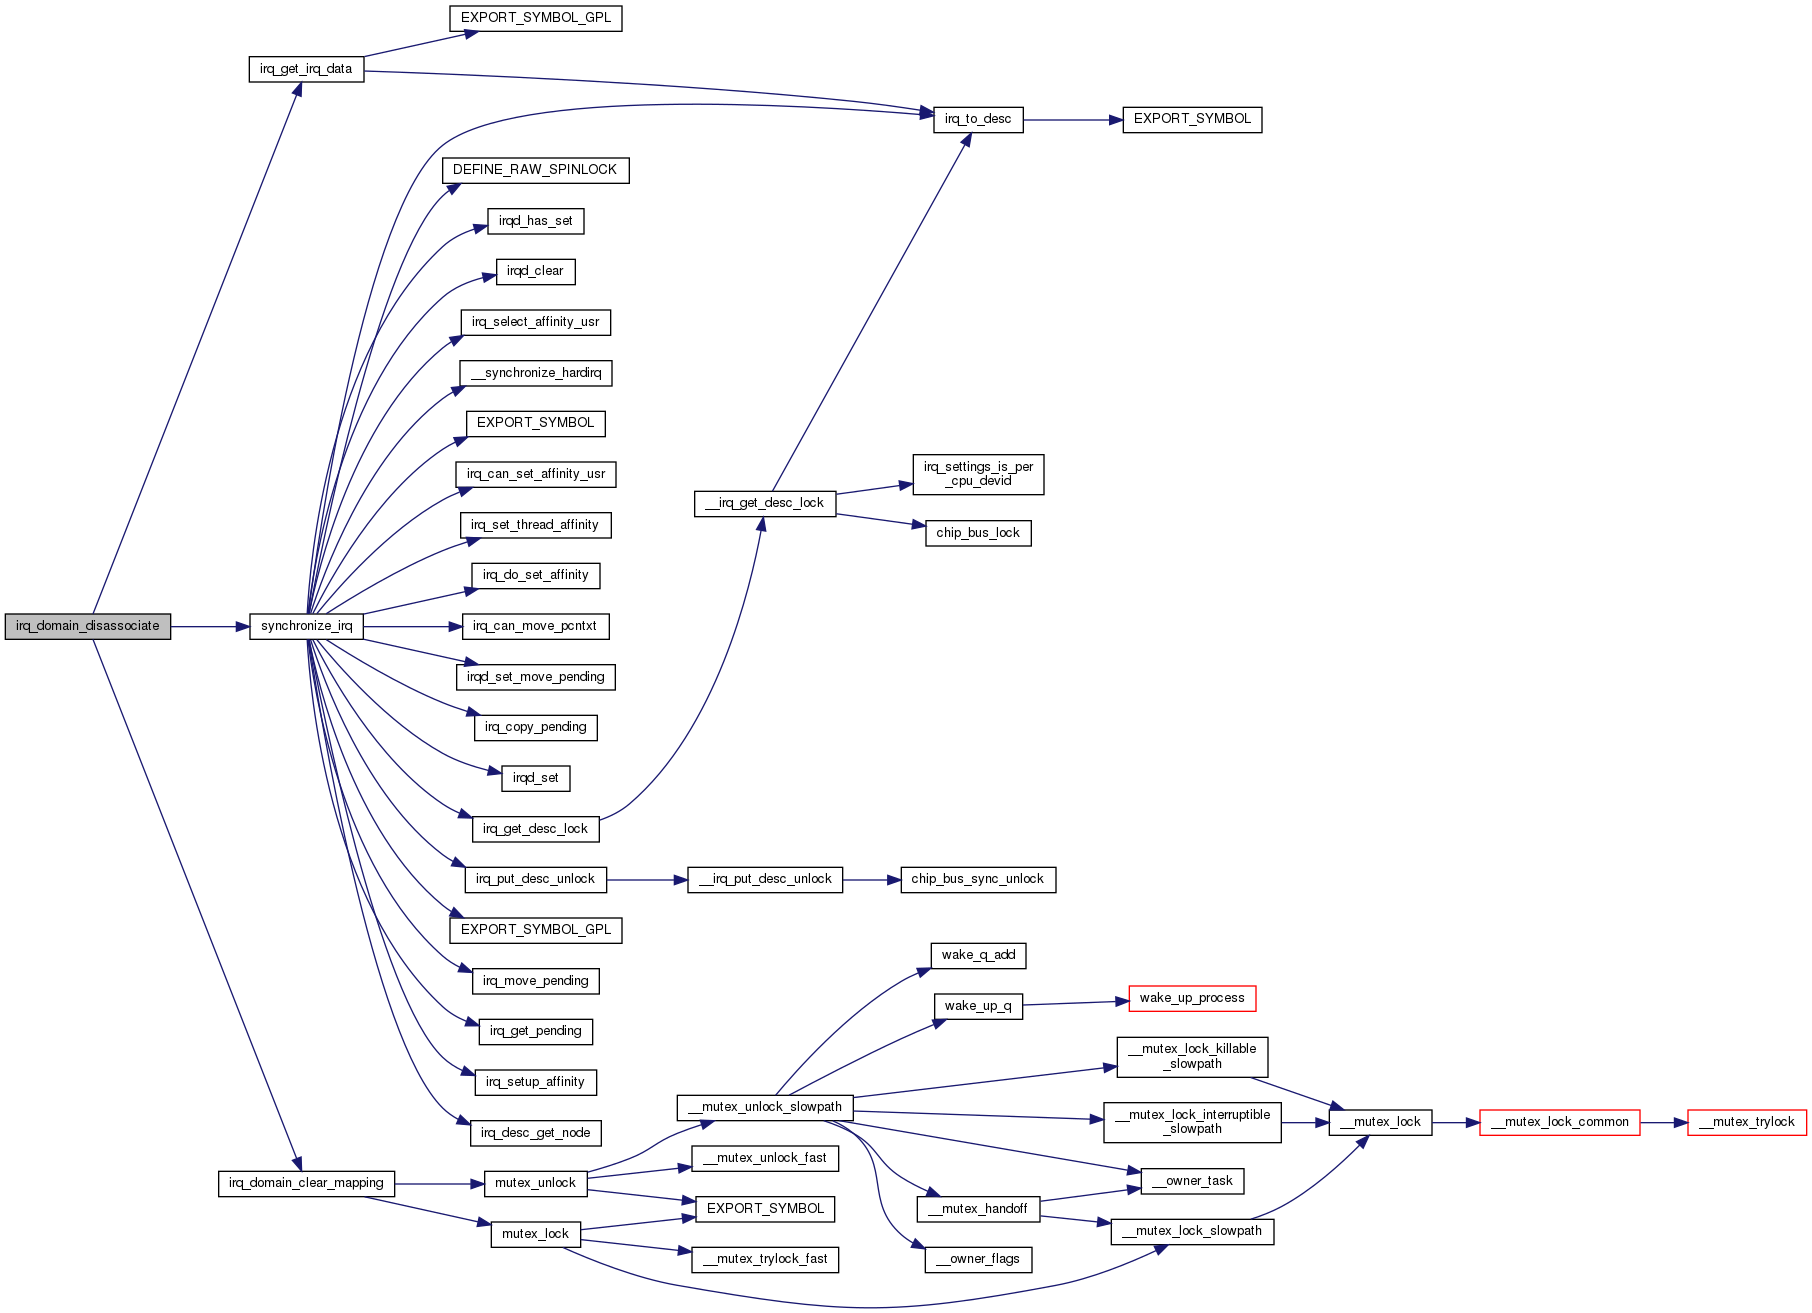 EXPORT_SYMBOL_GPL
irq_get_irq_data
irq_to_desc
EXPORT_SYMBOL
DEFINE_RAW_SPINLOCK
irqd_has_set
irqd_clear
irq_select_affinity_usr
__synchronize_hardirq
EXPORT_SYMBOL
irq_can_set_affinity_usr
irq_settings_is_per
_cpu_devid
__irq_get_desc_lock
irq_set_thread_affinity
chip_bus_lock
irq_do_set_affinity
irq_domain_disassociate
synchronize_irq
irq_can_move_pcntxt
irqd_set_move_pending
irq_copy_pending
irqd_set
irq_get_desc_lock
irq_put_desc_unlock
__irq_put_desc_unlock
chip_bus_sync_unlock
EXPORT_SYMBOL_GPL
wake_q_add
irq_move_pending
wake_up_q
wake_up_process
irq_get_pending
__mutex_lock_killable
_slowpath
irq_setup_affinity
__mutex_unlock_slowpath
__mutex_lock_interruptible
_slowpath
__mutex_lock
__mutex_lock_common
__mutex_trylock
irq_desc_get_node
__mutex_unlock_fast
irq_domain_clear_mapping
mutex_unlock
__owner_task
EXPORT_SYMBOL
__mutex_handoff
mutex_lock
__mutex_lock_slowpath
__mutex_trylock_fast
__owner_flags